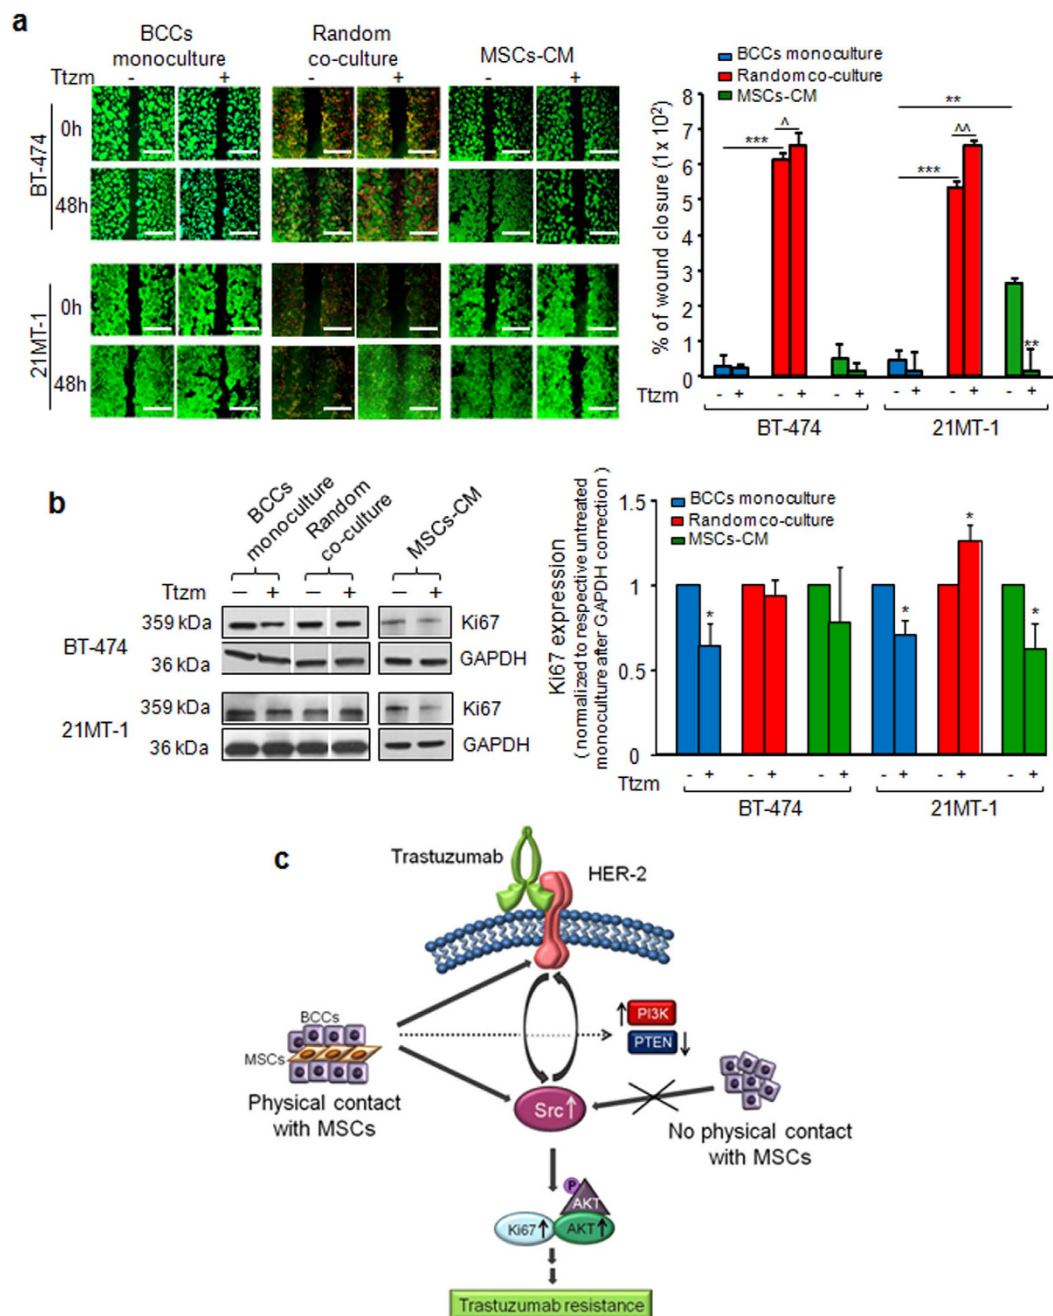 a
BCCs
monoculture
Random
co-culture
MSCs-CM
Ttzm
- + - + - +
BT-474
0h
48h
21MT-1
0h
48h
BCCs monoculture
Random co-culture
MSCs-CM
% of wound closure (1 x 10²)
8
7
6
5
4
3
2
1
0
*** ^ ** *** ^^ **
Ttzm - + - + - + - + - + - +
BT-474 21MT-1
b
BCCs
monoculture
Random
co-culture
MSCs-CM
Ttzm
− + − + − +
BT-474
359 kDa Ki67
36 kDa GAPDH
21MT-1
359 kDa Ki67
36 kDa GAPDH
BCCs monoculture
Random co-culture
MSCs-CM
Ki67 expression
( normalized to respective untreated
monoculture after GAPDH correction )
1.5
1
0.5
0
* * * *
Ttzm - + - + - + - + - + - +
BT-474 21MT-1
c
Trastuzumab
HER-2
BCCs
MSCs
Physical contact
with MSCs
↑ PI3K
PTEN ↓
Src ↑
No physical contact
with MSCs
P
AKT
Ki67 ↑ AKT ↑
Trastuzumab resistance